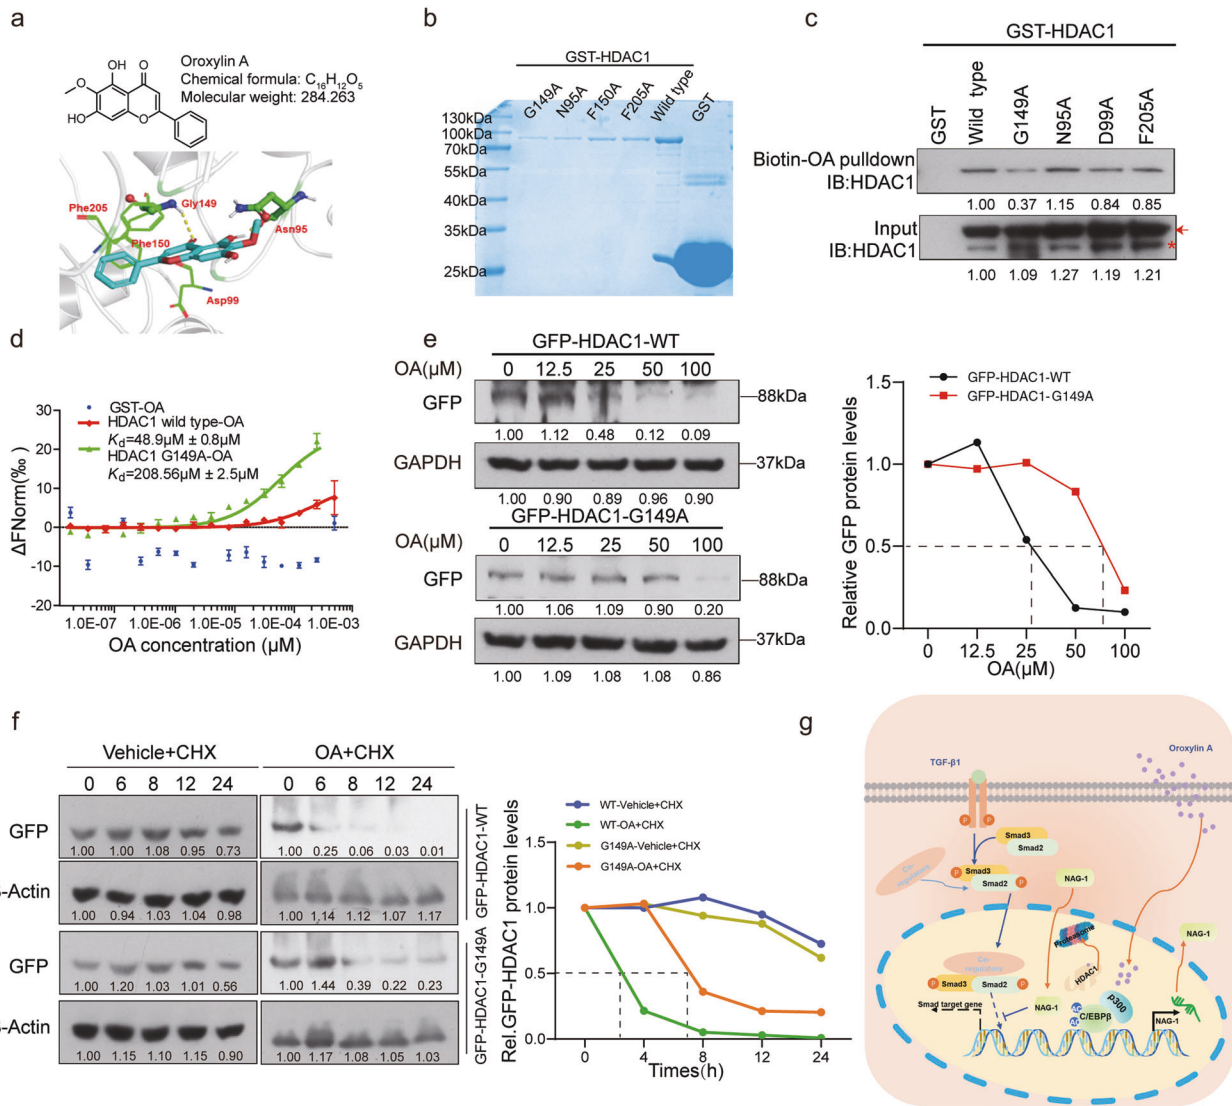 a
Oroxylin A
Chemical formula: C₁₆H₁₂O₅
Molecular weight: 284.263
OH
O
O
HO
O
Phe205
Gly149
Phe150
Asn95
Asp99
b
GST-HDAC1
G149A
N95A
F150A
F205A
Wild type
GST
130kDa
100kDa
70kDa
55kDa
40kDa
35kDa
25kDa
c
GST-HDAC1
GST
Wild type
G149A
N95A
D99A
F205A
Biotin-OA pulldown
IB:HDAC1
1.00 0.37 1.15 0.84 0.85
Input
IB:HDAC1
*
1.00 1.09 1.27 1.19 1.21
d
GST-OA
HDAC1 wild type-OA
Kd=48.9μM ± 0.8μM
HDAC1 G149A-OA
Kd=208.56μM ± 2.5μM
ΔFNorm(‰)
30
20
10
0
-10
-20
1.0E-07 1.0E-06 1.0E-05 1.0E-04 1.0E-03
OA concentration (μM)
e
GFP-HDAC1-WT
OA(μM) 0 12.5 25 50 100
GFP
88kDa
1.00 1.12 0.48 0.12 0.09
GAPDH
37kDa
1.00 0.90 0.89 0.96 0.90
GFP-HDAC1-G149A
OA(μM) 0 12.5 25 50 100
GFP
88kDa
1.00 1.06 1.09 0.90 0.20
GAPDH
37kDa
1.00 1.09 1.08 1.08 0.86
GFP-HDAC1-WT
GFP-HDAC1-G149A
Relative GFP protein levels
1.5
1.0
0.5
0.0
0 12.5 25 50 100
OA(μM)
f
Vehicle+CHX OA+CHX
0 6 8 12 24 0 6 8 12 24
GFP
1.00 1.00 1.08 0.95 0.73 1.00 0.25 0.06 0.03 0.01
-Actin
1.00 0.94 1.03 1.04 0.98 1.00 1.14 1.12 1.07 1.17
GFP-HDAC1-WT
GFP
1.00 1.20 1.03 1.01 0.56 1.00 1.44 0.39 0.22 0.23
-Actin
1.00 1.15 1.10 1.15 0.90 1.00 1.17 1.08 1.05 1.03
GFP-HDAC1-G149A
WT-Vehicle+CHX
WT-OA+CHX
G149A-Vehicle+CHX
G149A-OA+CHX
Rel.GFP-HDAC1 protein levels
1.5
1.0
0.5
0.0
0 4 8 12 24
Times(h)
g
Oroxylin A
TGF-β1
P P
Smad3
Smad2
Co-regulatory
P Smad3
Smad2 P
NAG-1
Proteasome
NAG-1
HDAC1
Co-regulatory
P Smad3 Smad2 P
Smad target gene
NAG-1
AC
AC
C/EBPβ
p300
NAG-1